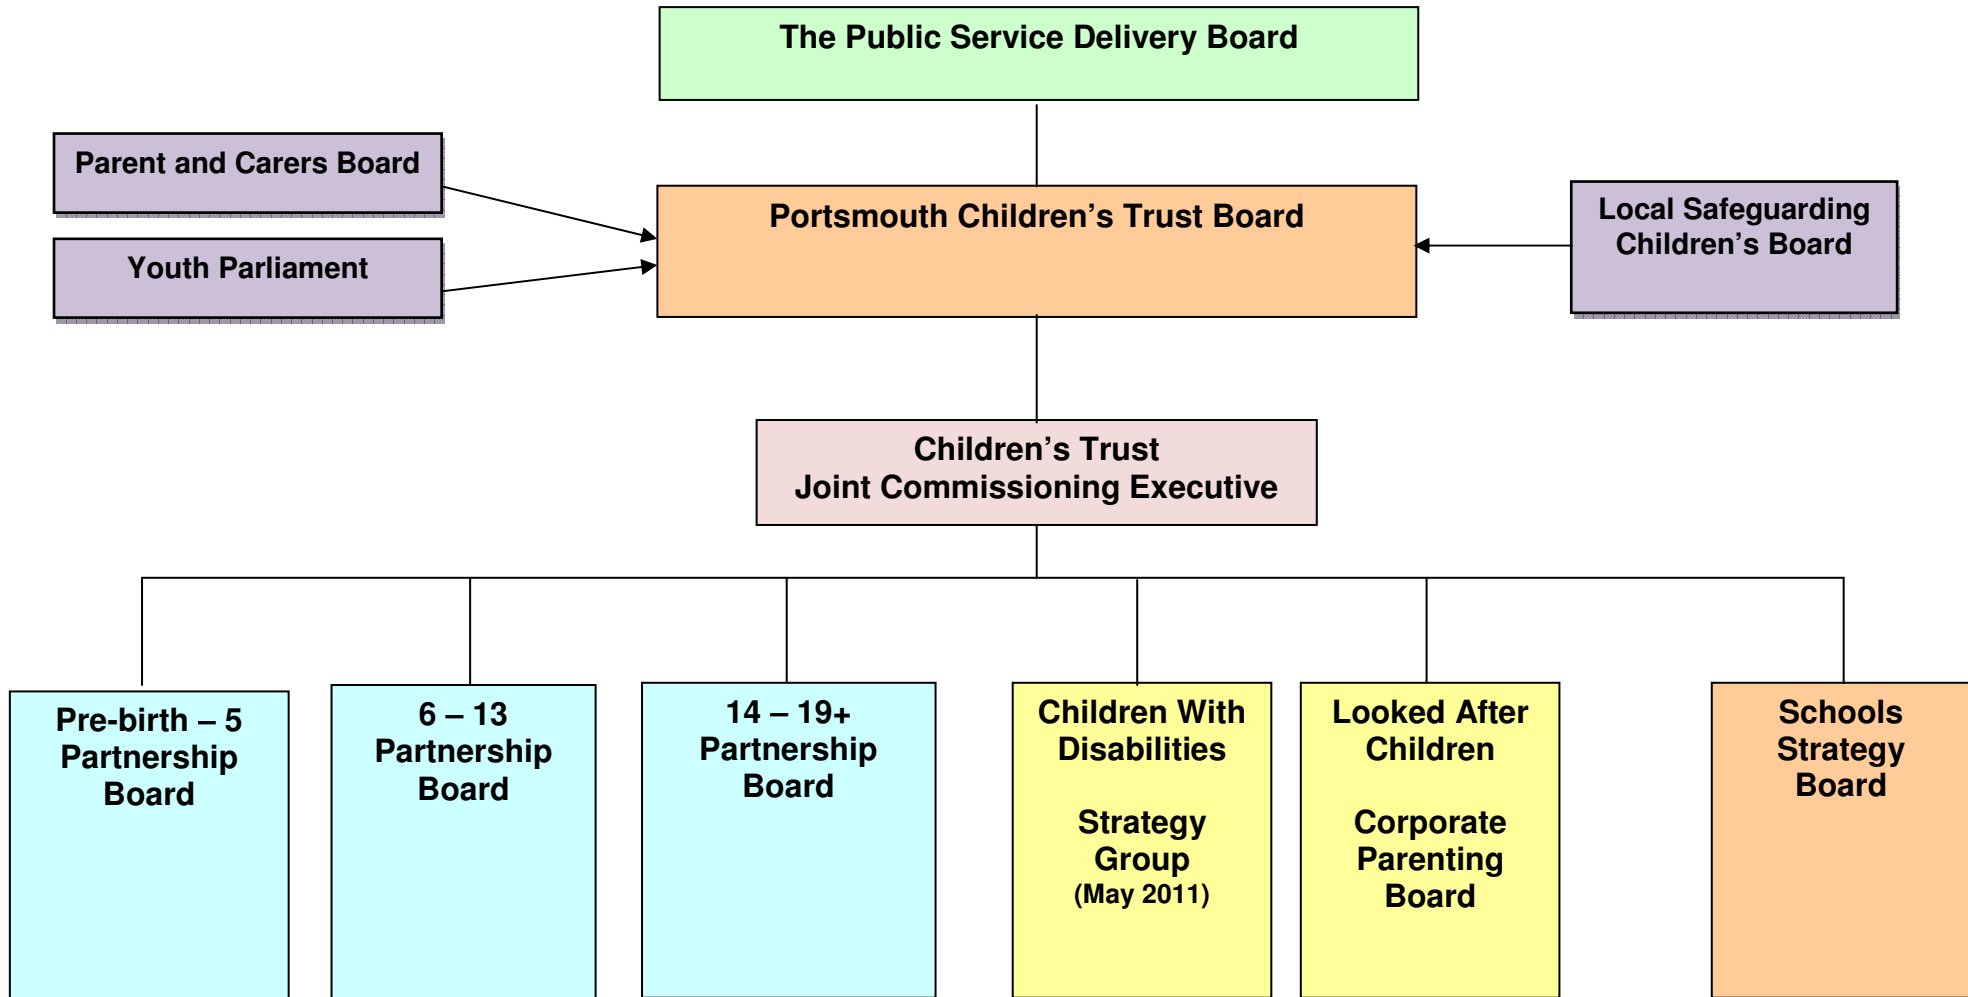 The Public Service Delivery Board
Parent and Carers Board
Youth Parliament
Portsmouth Children’s Trust Board
Local Safeguarding
Children’s Board
Children’s Trust
Joint Commissioning Executive
Pre-birth – 5
Partnership
Board
6 – 13
Partnership
Board
14 – 19+
Partnership
Board
Children With
Disabilities
Strategy
Group
(May 2011)
Looked After
Children
Corporate
Parenting
Board
Schools
Strategy
Board